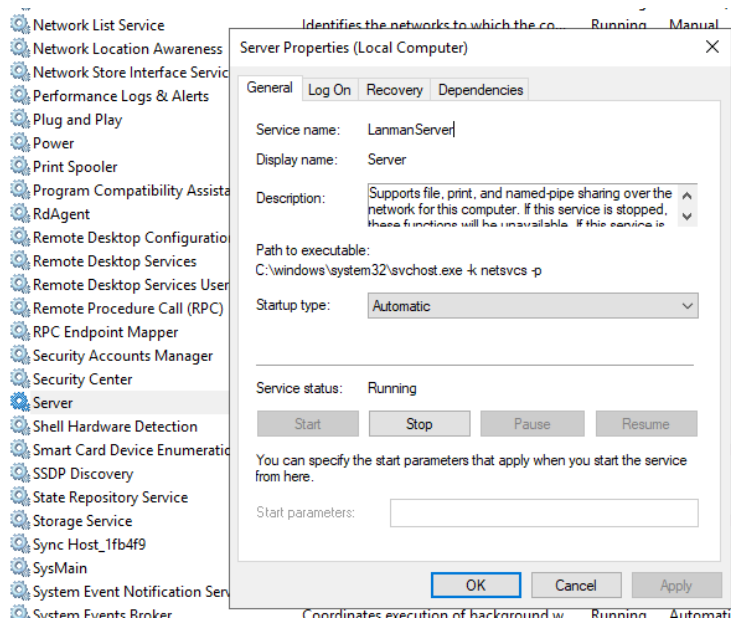 Network List Service Identifies the networks to which the co... Running Manual
Network Location Awareness
Network Store Interface Servic
Performance Logs & Alerts
Plug and Play
Power
Print Spooler
Program Compatibility Assista
RdAgent
Remote Desktop Configuratio
Remote Desktop Services
Remote Desktop Services User
Remote Procedure Call (RPC)
RPC Endpoint Mapper
Security Accounts Manager
Security Center
Server
Shell Hardware Detection
Smart Card Device Enumeratic
SSDP Discovery
State Repository Service
Storage Service
Sync Host_1fb4f9
SysMain
System Event Notification Serv
System Events Broker Coordinates execution of background w... Running Automati
Server Properties (Local Computer)
General Log On Recovery Dependencies
Service name: LanmanServer
Display name: Server
Description: Supports file, print, and named-pipe sharing over the
network for this computer. If this service is stopped,
these functions will be unavailable. If this service is
Path to executable:
C:\windows\system32\svchost.exe -k netsvcs -p
Startup type: Automatic
Service status: Running
Start Stop Pause Resume
You can specify the start parameters that apply when you start the service
from here.
Start parameters:
OK Cancel Apply